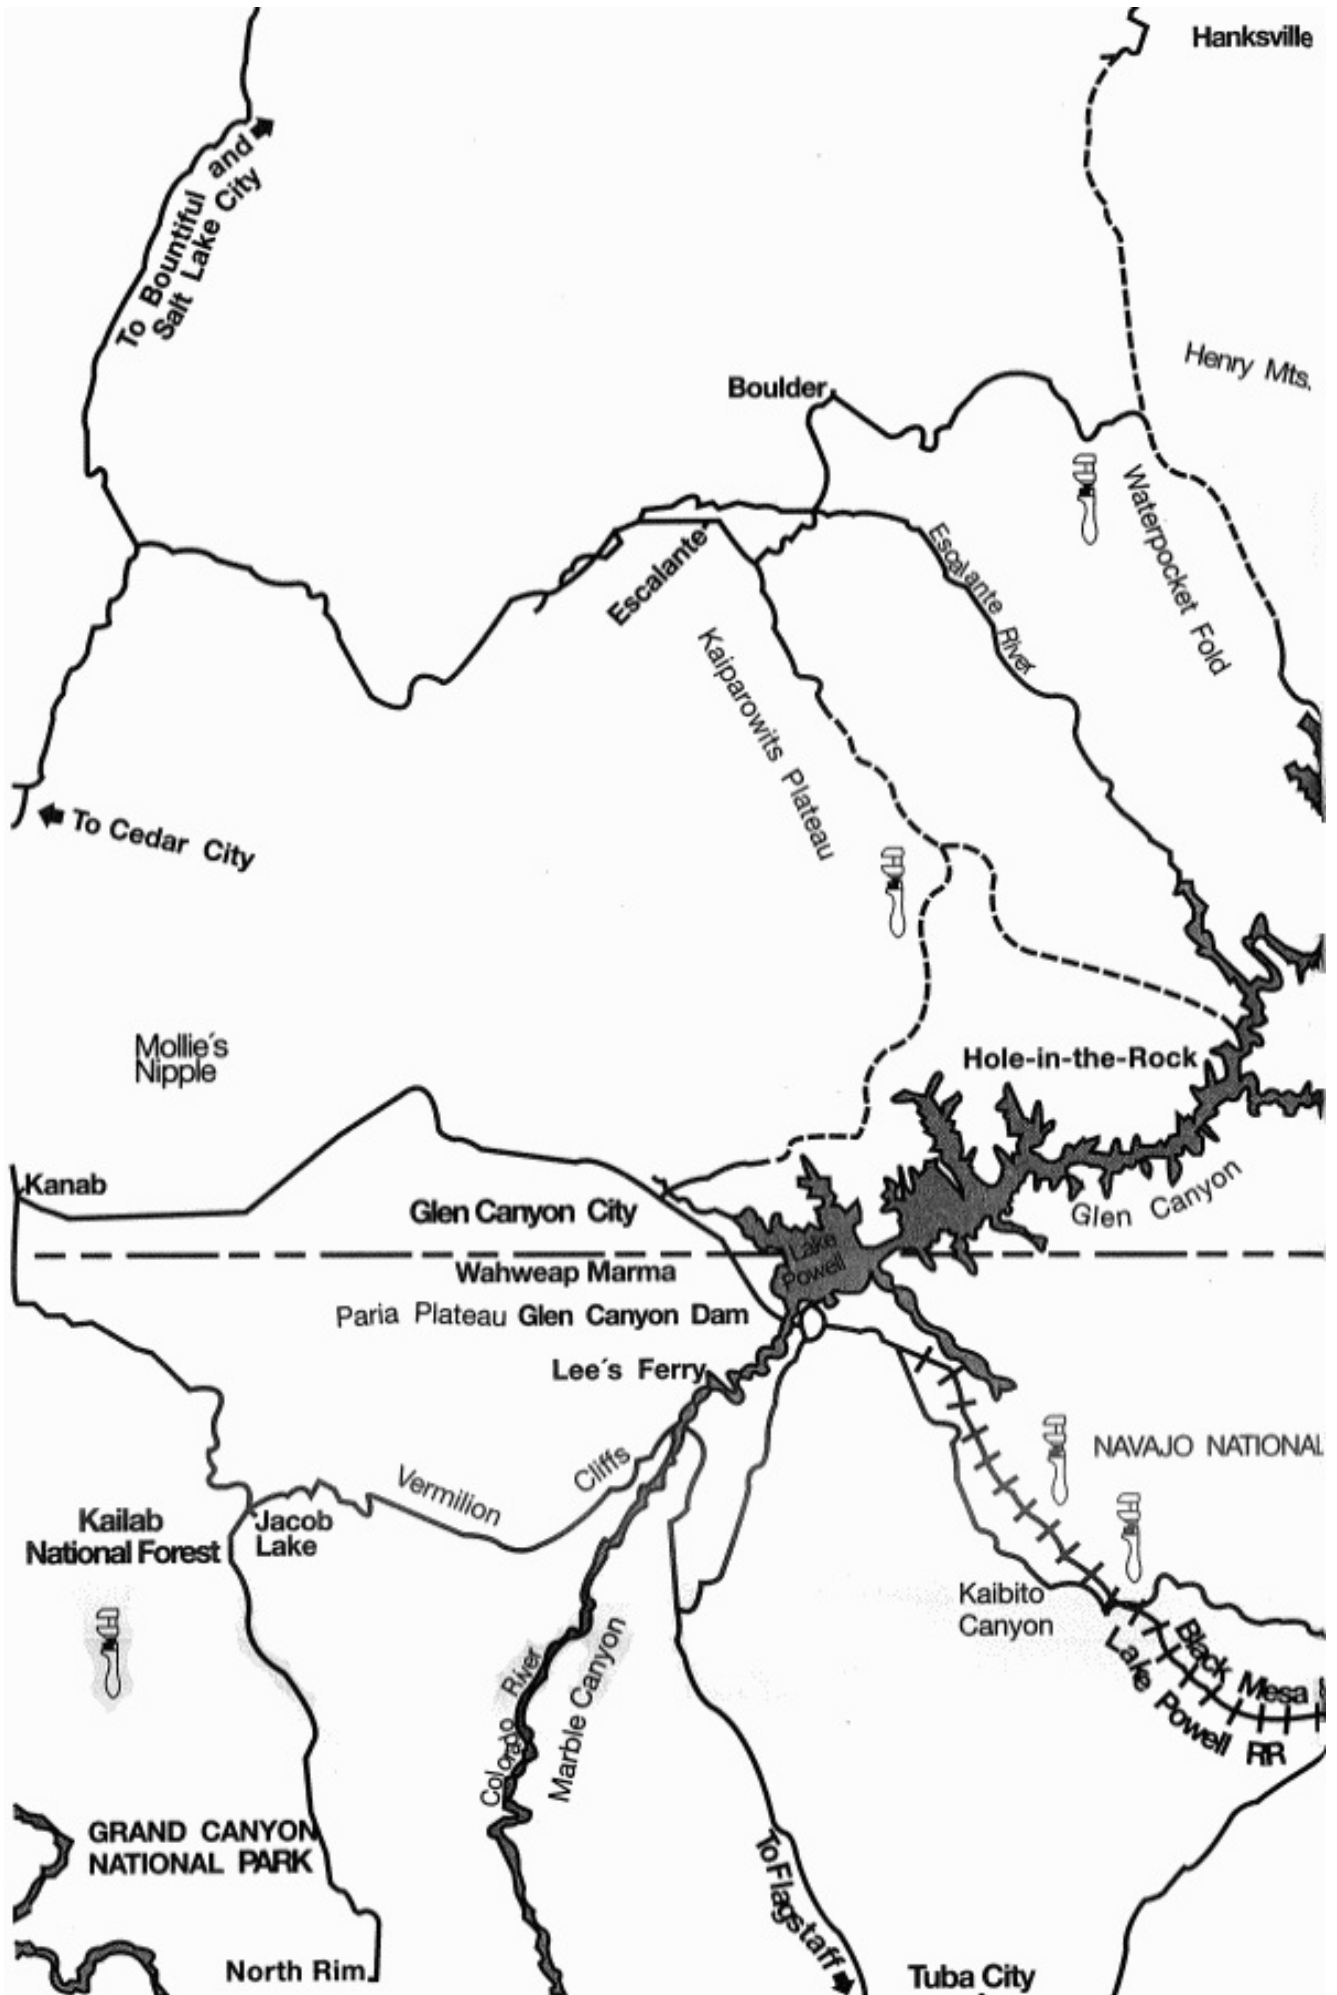 Hanksville
To Bountiful and
Salt Lake City
Henry Mts.
Boulder
Waterpocket Fold
Escalante
Escalante River
Kaiparowits Plateau
To Cedar City
Mollie´s
Nipple
Hole-in-the-Rock
Kanab
Glen Canyon City
Glen Canyon
Lake
Powell
Wahweap Marma
Paria Plateau Glen Canyon Dam
Lee´s Ferry
NAVAJO NATIONAL
Vermilion Cliffs
Kailab
National Forest
Jacob
Lake
Kaibito
Canyon
Black Mesa
Lake Powell RR
Colorado River
Marble Canyon
GRAND CANYON
NATIONAL PARK
To Flagstaff
North Rim
Tuba City